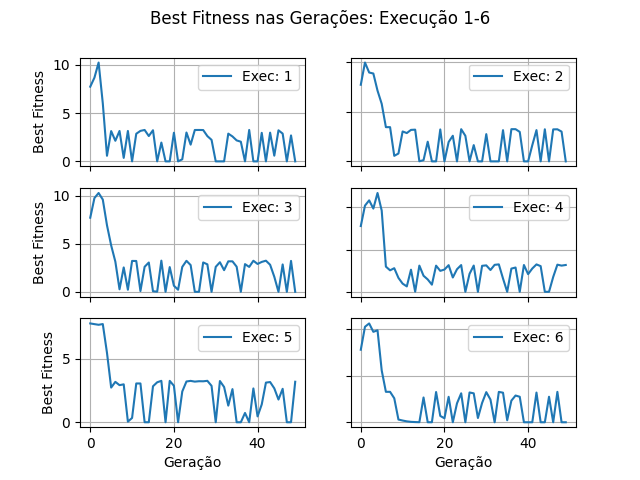 Best Fitness nas Gerações: Execução 1-6
10
5
0
Best Fitness
Exec: 1
Exec: 2
10
5
0
Best Fitness
Exec: 3
Exec: 4
5
0
Best Fitness
Exec: 5
Exec: 6
0 20 40
0 20 40
Geração
Geração